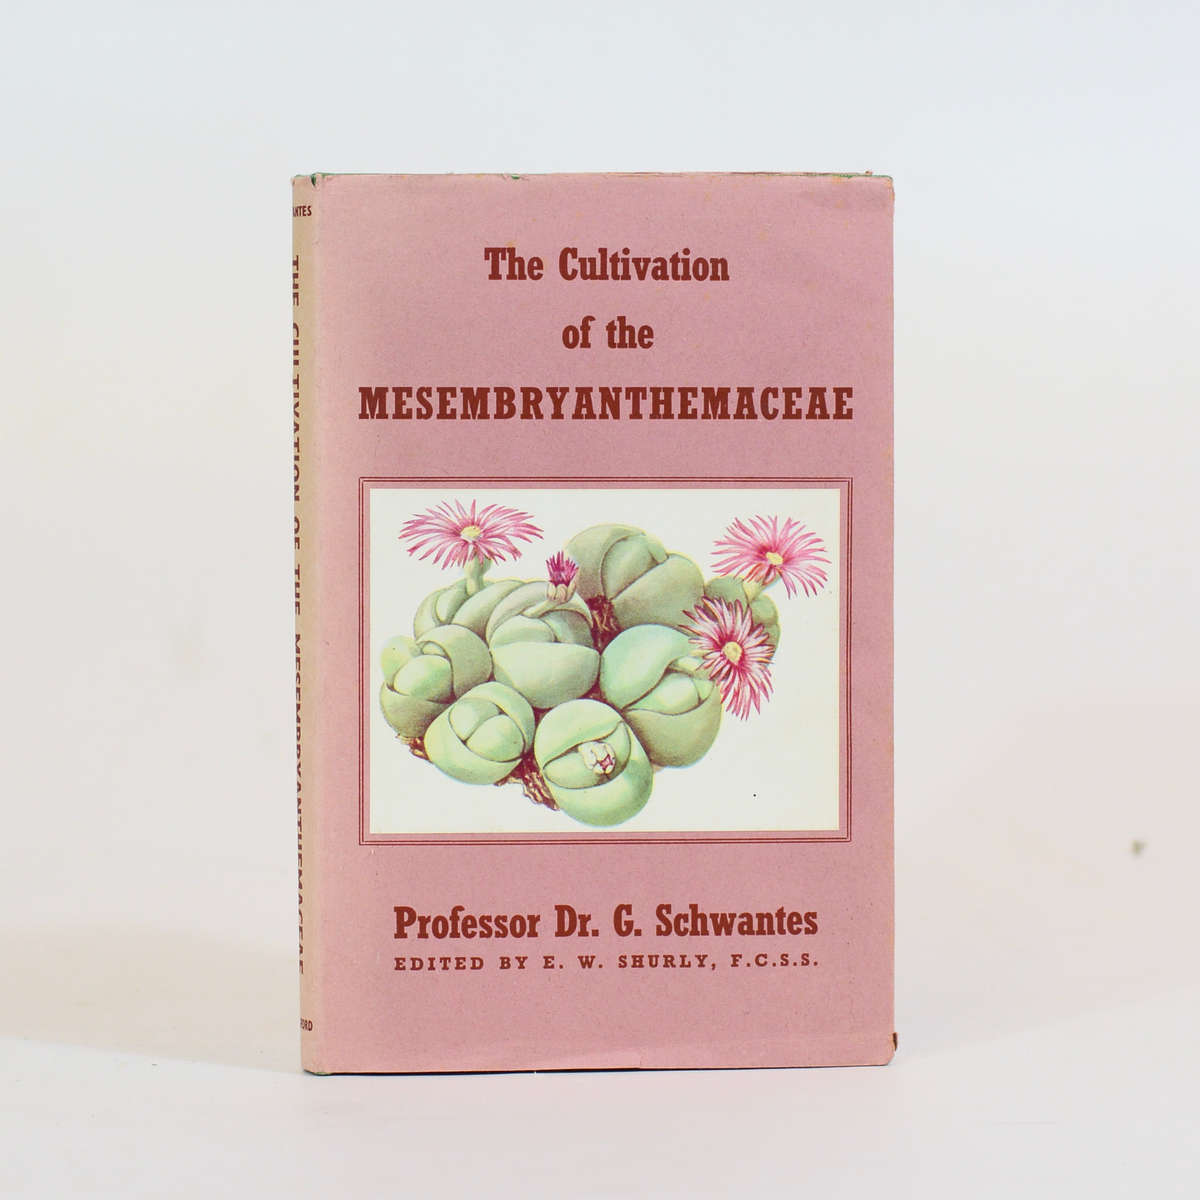 The Cultivation
of the
MESEMBRYANTHEMACEAE
Professor Dr. G. Schwantes
EDITED BY E. W. SHURLY, F.C.S.S.
THE CULTIVATION OF THE MESEMBRYANTHEMACEAE